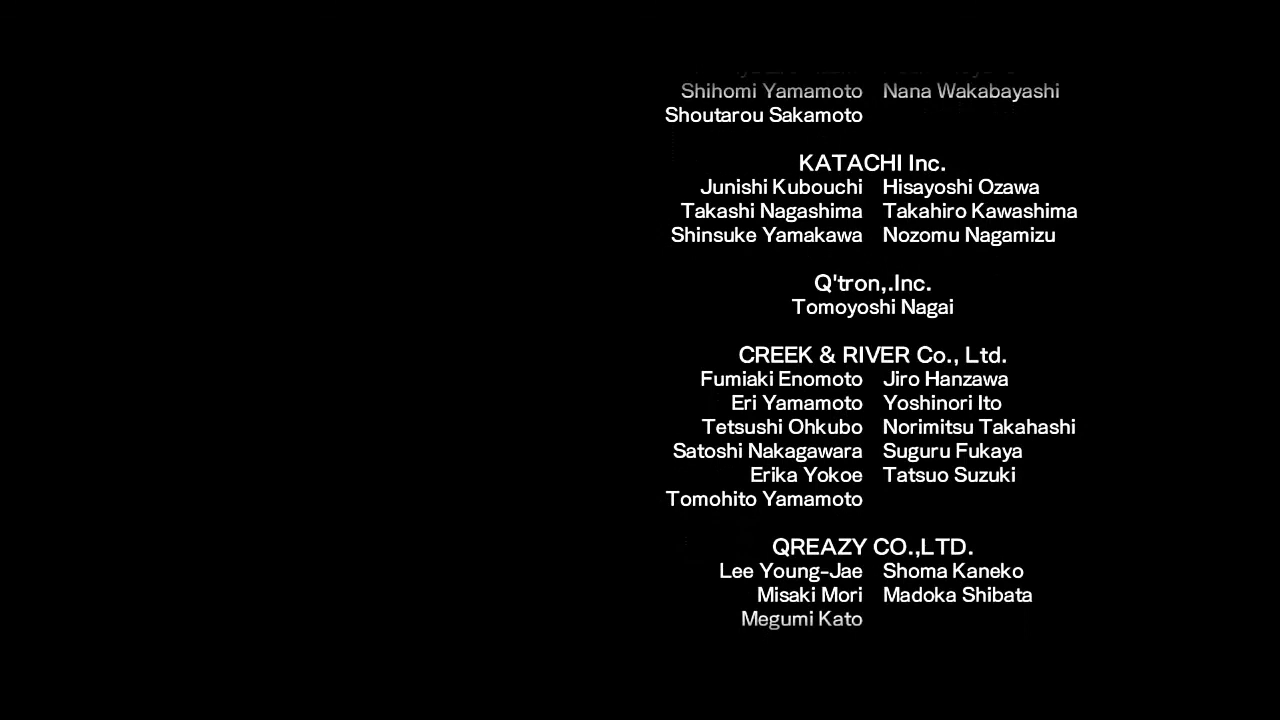 Shihomi Yamamoto Nana Wakabayashi
Shoutarou Sakamoto
KATACHI Inc.
Junishi Kubouchi Hisayoshi Ozawa
Takashi Nagashima Takahiro Kawashima
Shinsuke Yamakawa Nozomu Nagamizu
Q'tron,.Inc.
Tomoyoshi Nagai
CREEK & RIVER Co., Ltd.
Fumiaki Enomoto Jiro Hanzawa
Eri Yamamoto Yoshinori Ito
Tetsushi Ohkubo Norimitsu Takahashi
Satoshi Nakagawara Suguru Fukaya
Erika Yokoe Tatsuo Suzuki
Tomohito Yamamoto
QREAZY CO.,LTD.
Lee Young-Jae Shoma Kaneko
Misaki Mori Madoka Shibata
Megumi Kato